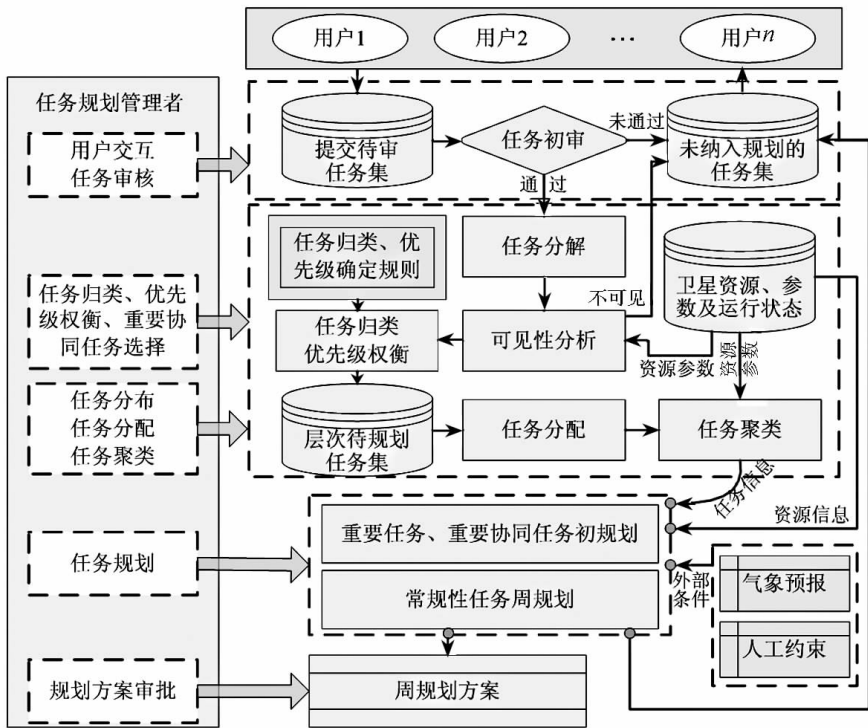 用户1
用户2
…
用户n
任务规划管理者
用户交互
任务审核
提交待审
任务集
任务初审
未通过
通过
未纳入规划的
任务集
任务归类、优先
级权衡、重要协
同任务选择
任务归类、优
先级确定规则
任务分解
不可见
卫星资源、参
数及运行状态
任务归类
优先级权衡
可见性分析
资源参数
资源
参数
任务分布
任务分配
任务聚类
层次待规划
任务集
任务分配
任务聚类
任务信息
资源信息
任务规划
重要任务、重要协同任务初规划
常规性任务周规划
外部
条件
气象预报
人工约束
规划方案审批
周规划方案